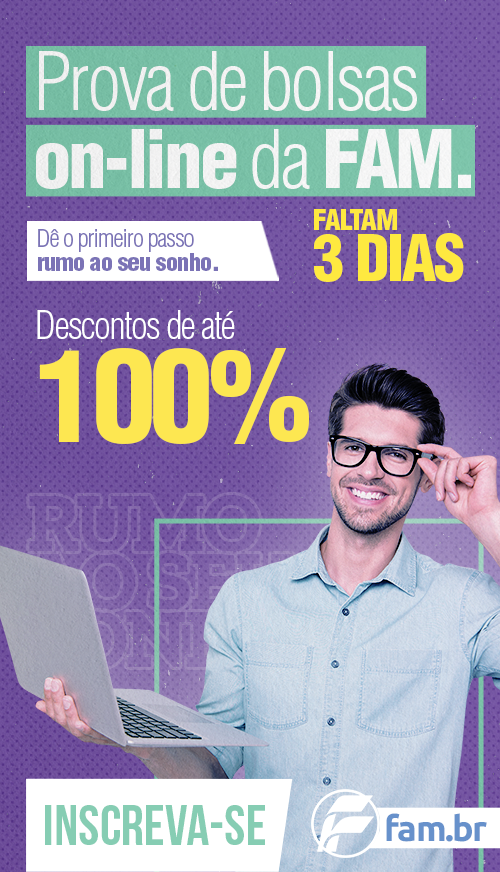 Prova de bolsas
on-line da FAM.
Dê o primeiro passo
rumo ao seu sonho.
FALTAM
3 DIAS
Descontos de até
100%
RUMO
INSCREVA-SE
fam.br